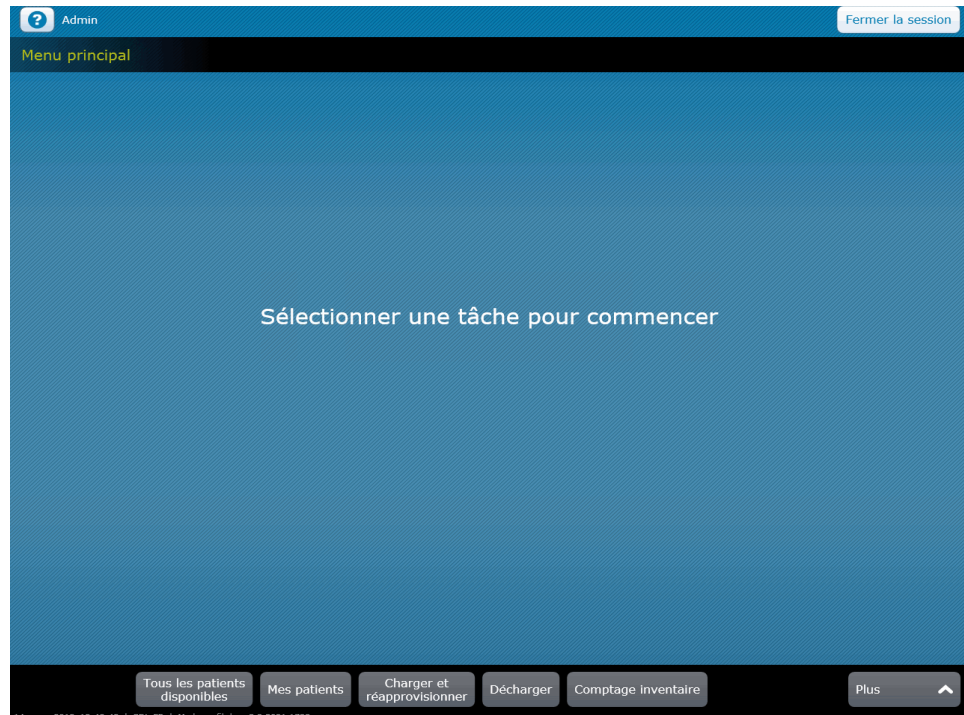 ? Admin Fermer la session
Menu principal
Sélectionner une tâche pour commencer
Tous les patients disponibles
Mes patients
Charger et réapprovisionner
Décharger
Comptage inventaire
Plus